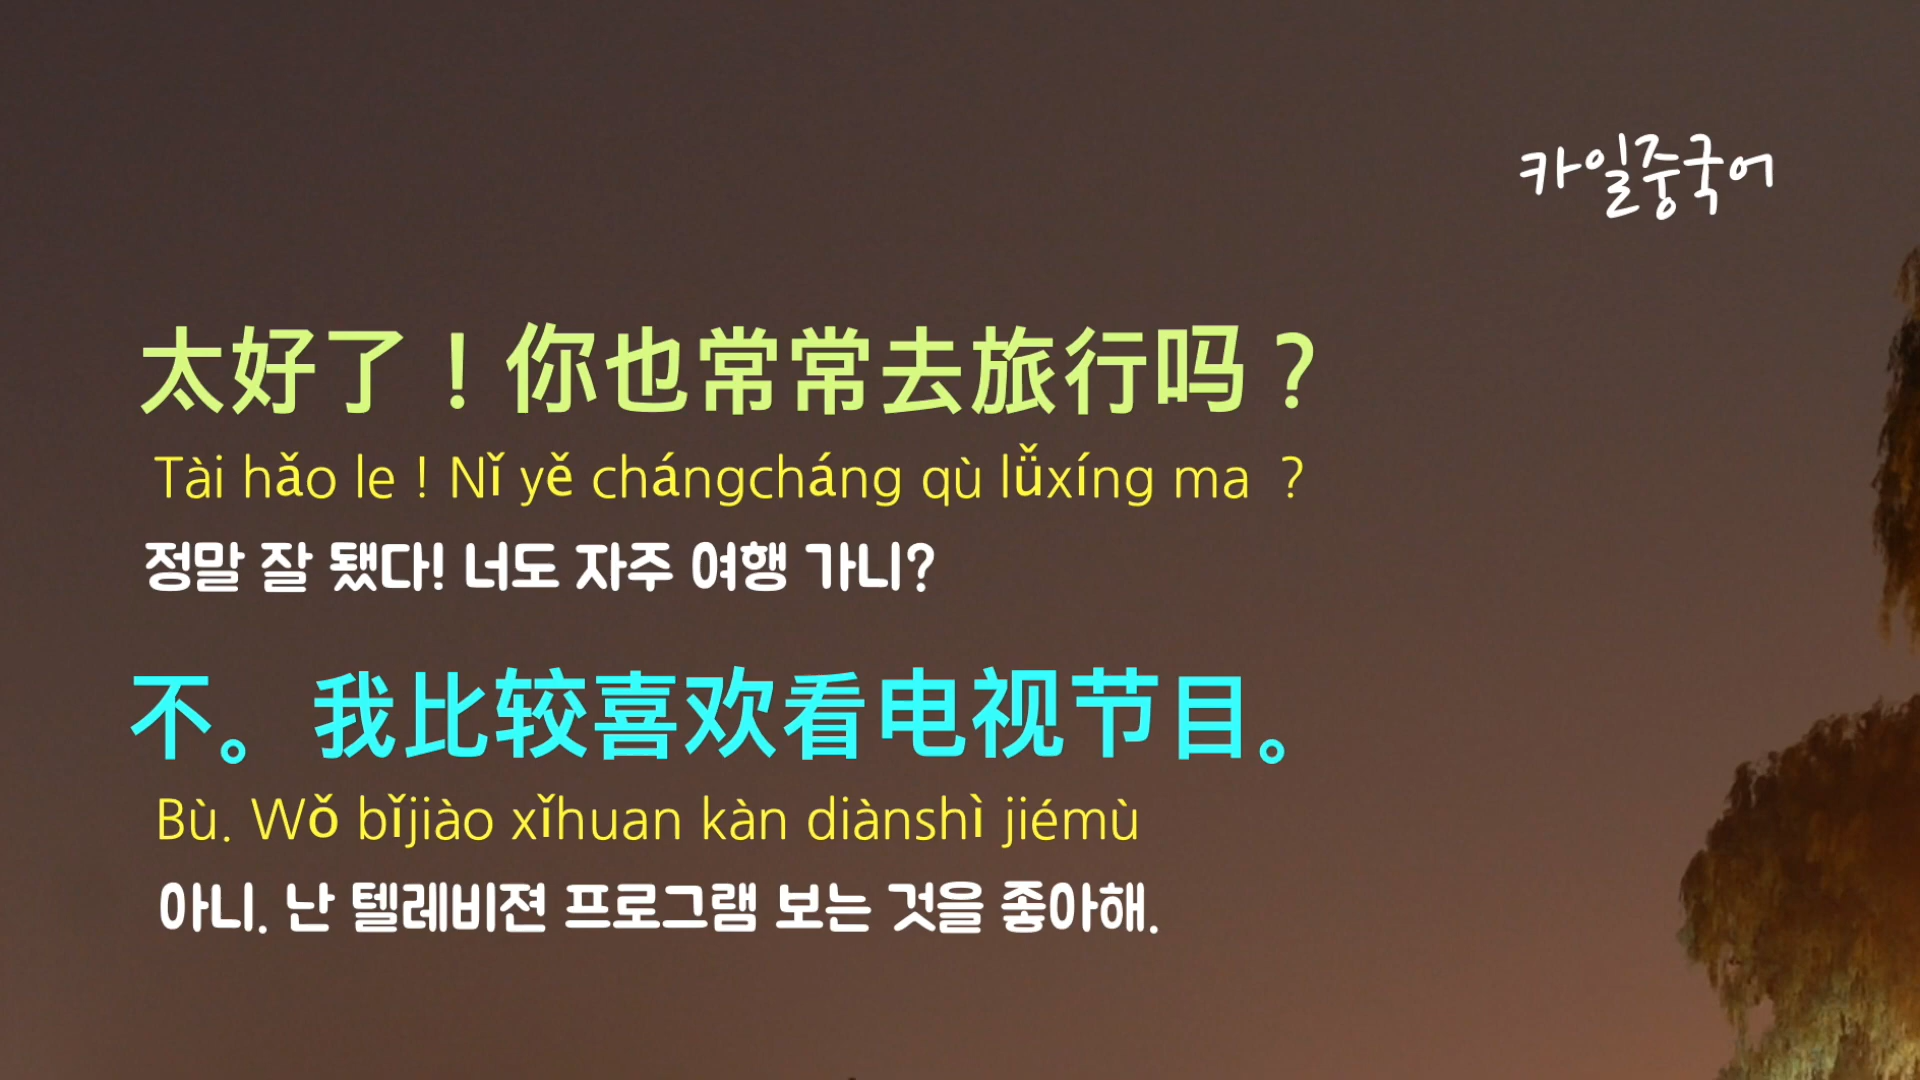 카일중국어
太好了！你也常常去旅行吗？
Tài hǎo le ! Nǐ yě chángcháng qù lǚxíng ma ?
정말 잘 됐다! 너도 자주 여행 가니?
不。我比较喜欢看电视节目。
Bù. Wǒ bǐjiào xǐhuan kàn diànshì jiémù
아니. 난 텔레비젼 프로그램 보는 것을 좋아해.